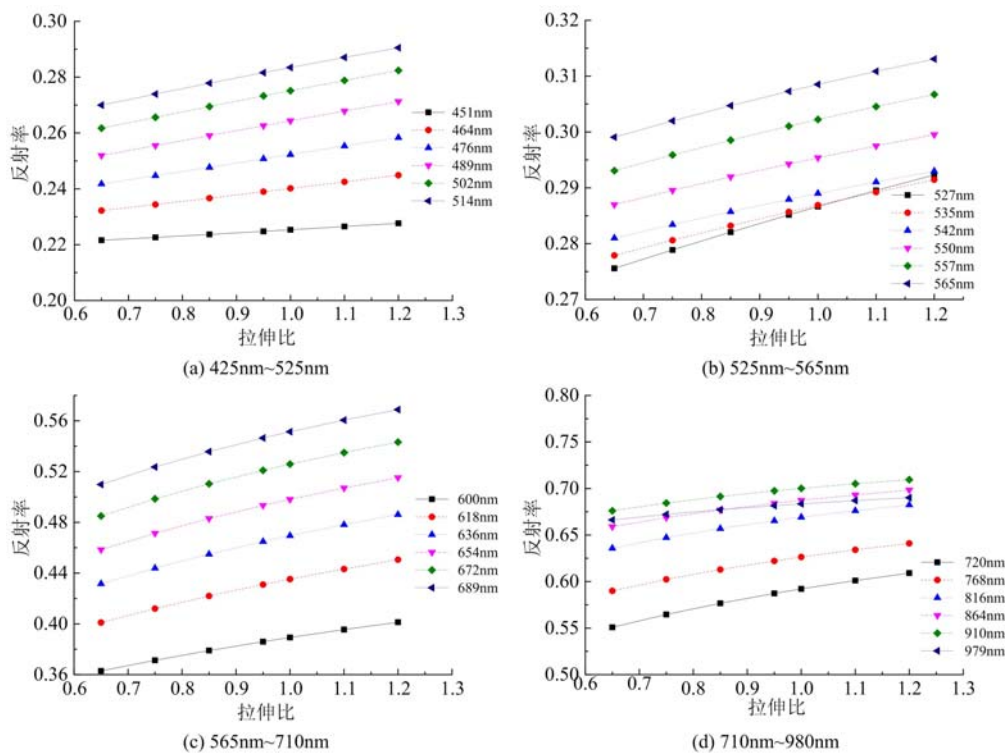 0.30
0.28
0.26
0.24
0.22
0.20
反射率
0.6 0.7 0.8 0.9 1.0 1.1 1.2 1.3
拉伸比
451nm
464nm
476nm
489nm
502nm
514nm
(a) 425nm~525nm
0.32
0.31
0.30
0.29
0.28
0.27
反射率
0.6 0.7 0.8 0.9 1.0 1.1 1.2
拉伸比
527nm
535nm
542nm
550nm
557nm
565nm
(b) 525nm~565nm
0.56
0.52
0.48
0.44
0.40
0.36
反射率
0.6 0.7 0.8 0.9 1.0 1.1 1.2 1.3
拉伸比
600nm
618nm
636nm
654nm
672nm
689nm
(c) 565nm~710nm
0.80
0.75
0.70
0.65
0.60
0.55
0.50
反射率
0.6 0.7 0.8 0.9 1.0 1.1 1.2 1.3
拉伸比
720nm
768nm
816nm
864nm
910nm
979nm
(d) 710nm~980nm